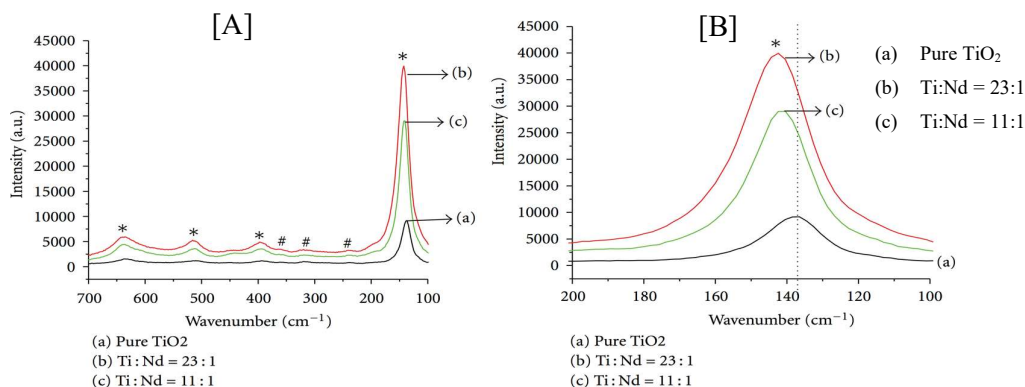 [A]
45000
40000
35000
30000
25000
20000
15000
10000
5000
0
Intensity (a.u.)
*
*
*
*
#
#
#
(b)
(c)
(a)
700 600 500 400 300 200 100
Wavenumber (cm⁻¹)
(a) Pure TiO2
(b) Ti : Nd = 23 : 1
(c) Ti : Nd = 11 : 1
[B]
45000
40000
35000
30000
25000
20000
15000
10000
5000
0
Intensity (a.u.)
*
(b)
(c)
(a)
200 180 160 140 120 100
Wavenumber (cm⁻¹)
(a) Pure TiO2
(b) Ti : Nd = 23 : 1
(c) Ti : Nd = 11 : 1
(a) Pure TiO₂
(b) Ti:Nd = 23:1
(c) Ti:Nd = 11:1